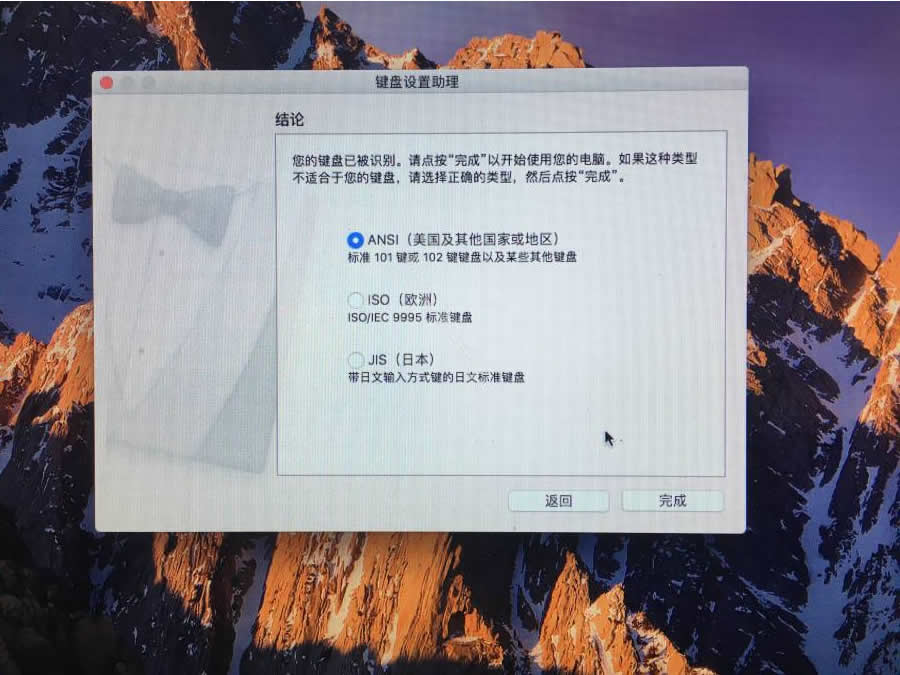 键盘设置助理
结论
您的键盘已被识别。请点按“完成”以开始使用您的电脑。如果这种类型
不适合于您的键盘，请选择正确的类型，然后按“完成”。
ANSI（美国及其他国家或地区）
标准 101 键或 102 键键盘以及某些其他键盘
ISO（欧洲）
ISO/IEC 9995 标准键盘
JIS（日本）
带日文输入方式键的日文标准键盘
返回
完成